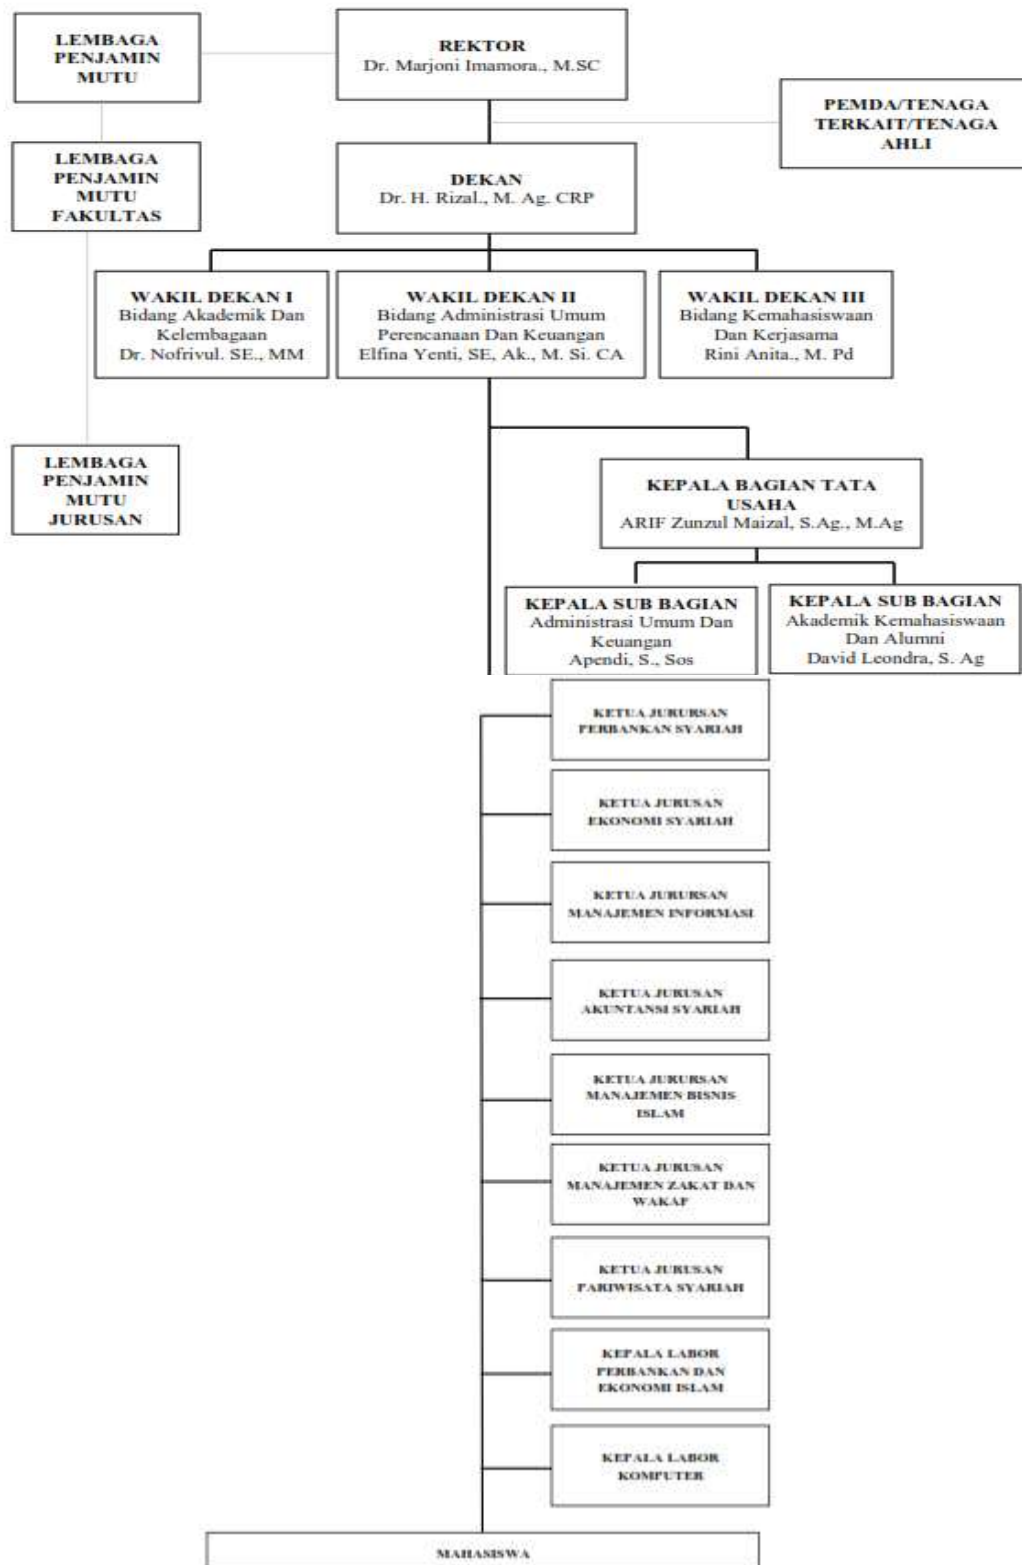 LEMBAGA
PENJAMIN
MUTU
REKTOR
Dr. Marjoni Imamora., M.SC
PEMDA/TENAGA
TERKAIT/TENAGA
AHLI
LEMBAGA
PENJAMIN
MUTU
FAKULTAS
DEKAN
Dr. H. Rizal., M. Ag. CRP
WAKIL DEKAN I
Bidang Akademik Dan
Kelembagaan
Dr. Nofrivul. SE., MM
WAKIL DEKAN II
Bidang Administrasi Umum
Perencanaan Dan Keuangan
Elfina Yenti, SE, Ak., M. Si. CA
WAKIL DEKAN III
Bidang Kemahasiswaan
Dan Kerjasama
Rini Anita., M. Pd
LEMBAGA
PENJAMIN
MUTU
JURUSAN
KEPALA BAGIAN TATA
USAHA
ARIF Zunzul Maizal, S.Ag., M.Ag
KEPALA SUB BAGIAN
Administrasi Umum Dan
Keuangan
Apendi, S., Sos
KEPALA SUB BAGIAN
Akademik Kemahasiswaan
Dan Alumni
David Leondra, S. Ag
KETUA JURURSAN
PERBANKAN SYARIAH
KETUA JURUSAN
EKONOMI SYARIAH
KETUA JURURSAN
MANAJEMEN INFORMASI
KETUA JURUSAN
AKUNTANSI SYARIAH
KETUA JURURSAN
MANAJEMEN BISNIS
ISLAM
KETUA JURUSAN
MANAJEMEN ZAKAT DAN
WAKAF
KETUA JURUSAN
PARIWISATA SYARIAH
KEPALA LABOR
PERBANKAN DAN
EKONOMI ISLAM
KEPALA LABOR
KOMPUTER
MAHASISWA